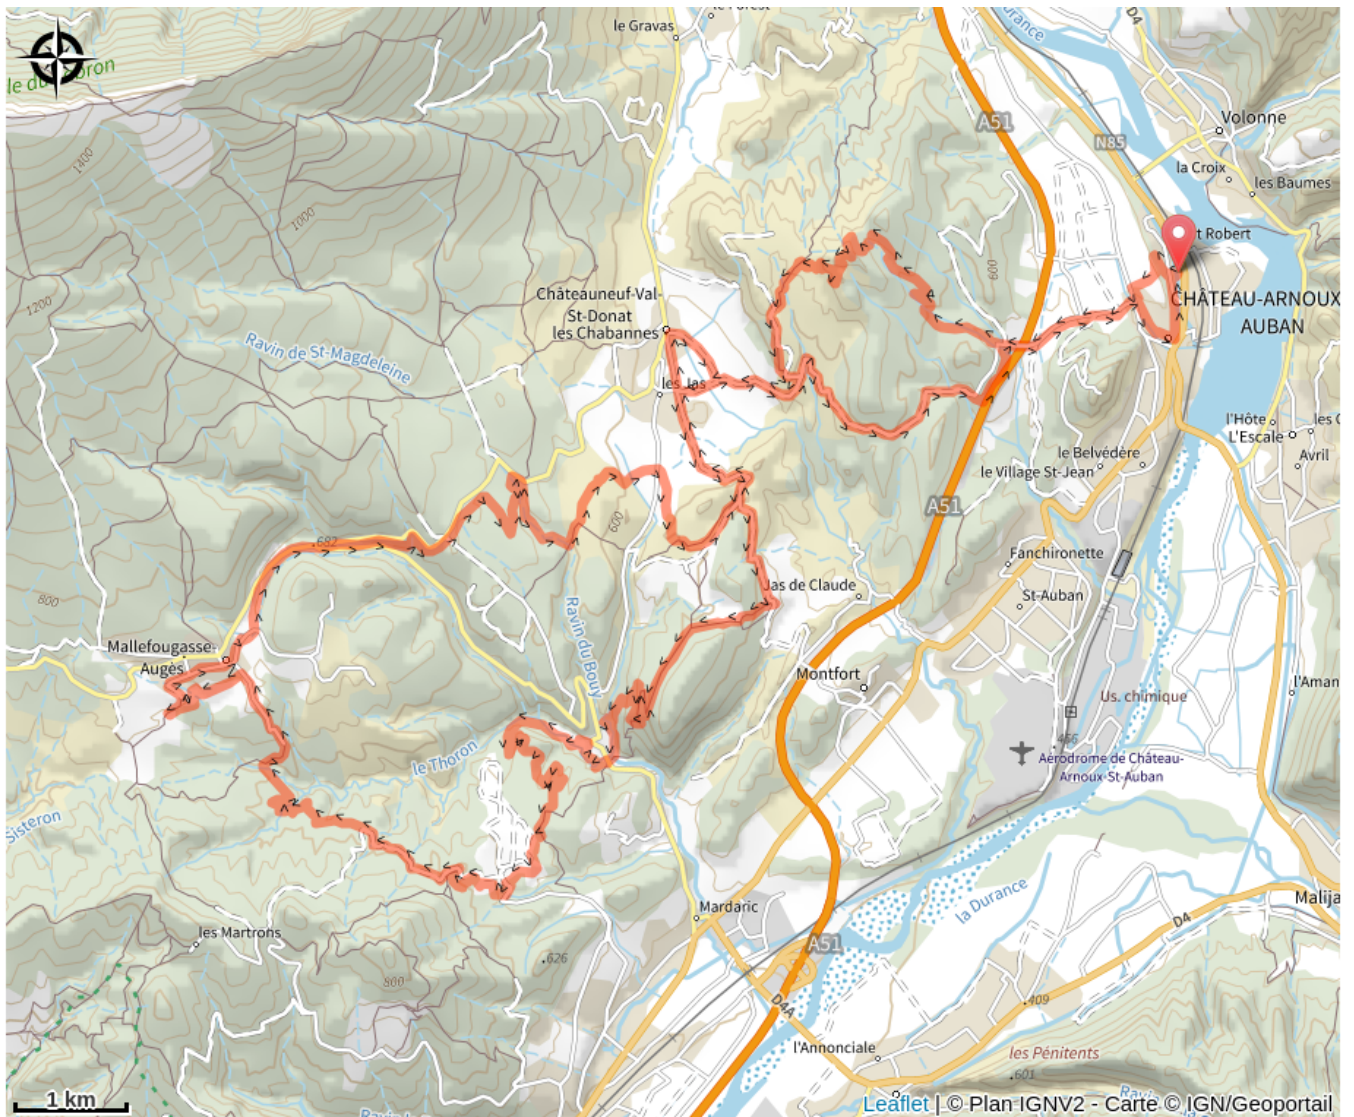 le Gravas
Durance
D4
Volonne
A51
N85
la Croix
les Baumes
1400
1000
1200
t Robert
CHÂTEAU-ARNOUX
AUBAN
600
Châteauneuf-Val-
St-Donat
les Chabannes
Ravin de St-Magdeleine
les Jas
l'Hôte
L'Escale
Avril
le Belvédère
le Village St-Jean
A51
600
682
Fanchironette
Jas de Claude
St-Auban
800
Ravin du Bouy
Mallefougasse-
Augès
Montfort
Us. chimique
466
le Thoron
Aérodrome de Château-
Arnoux-St-Auban
Sisteron
la Durance
Malija
Mardaric
D4
les Martrons
A51
626
800
409
D4A
l'Annonciale
les Pénitents
601
1 km
Leaflet | © Plan IGNV2 - Carte © IGN/Geoportail